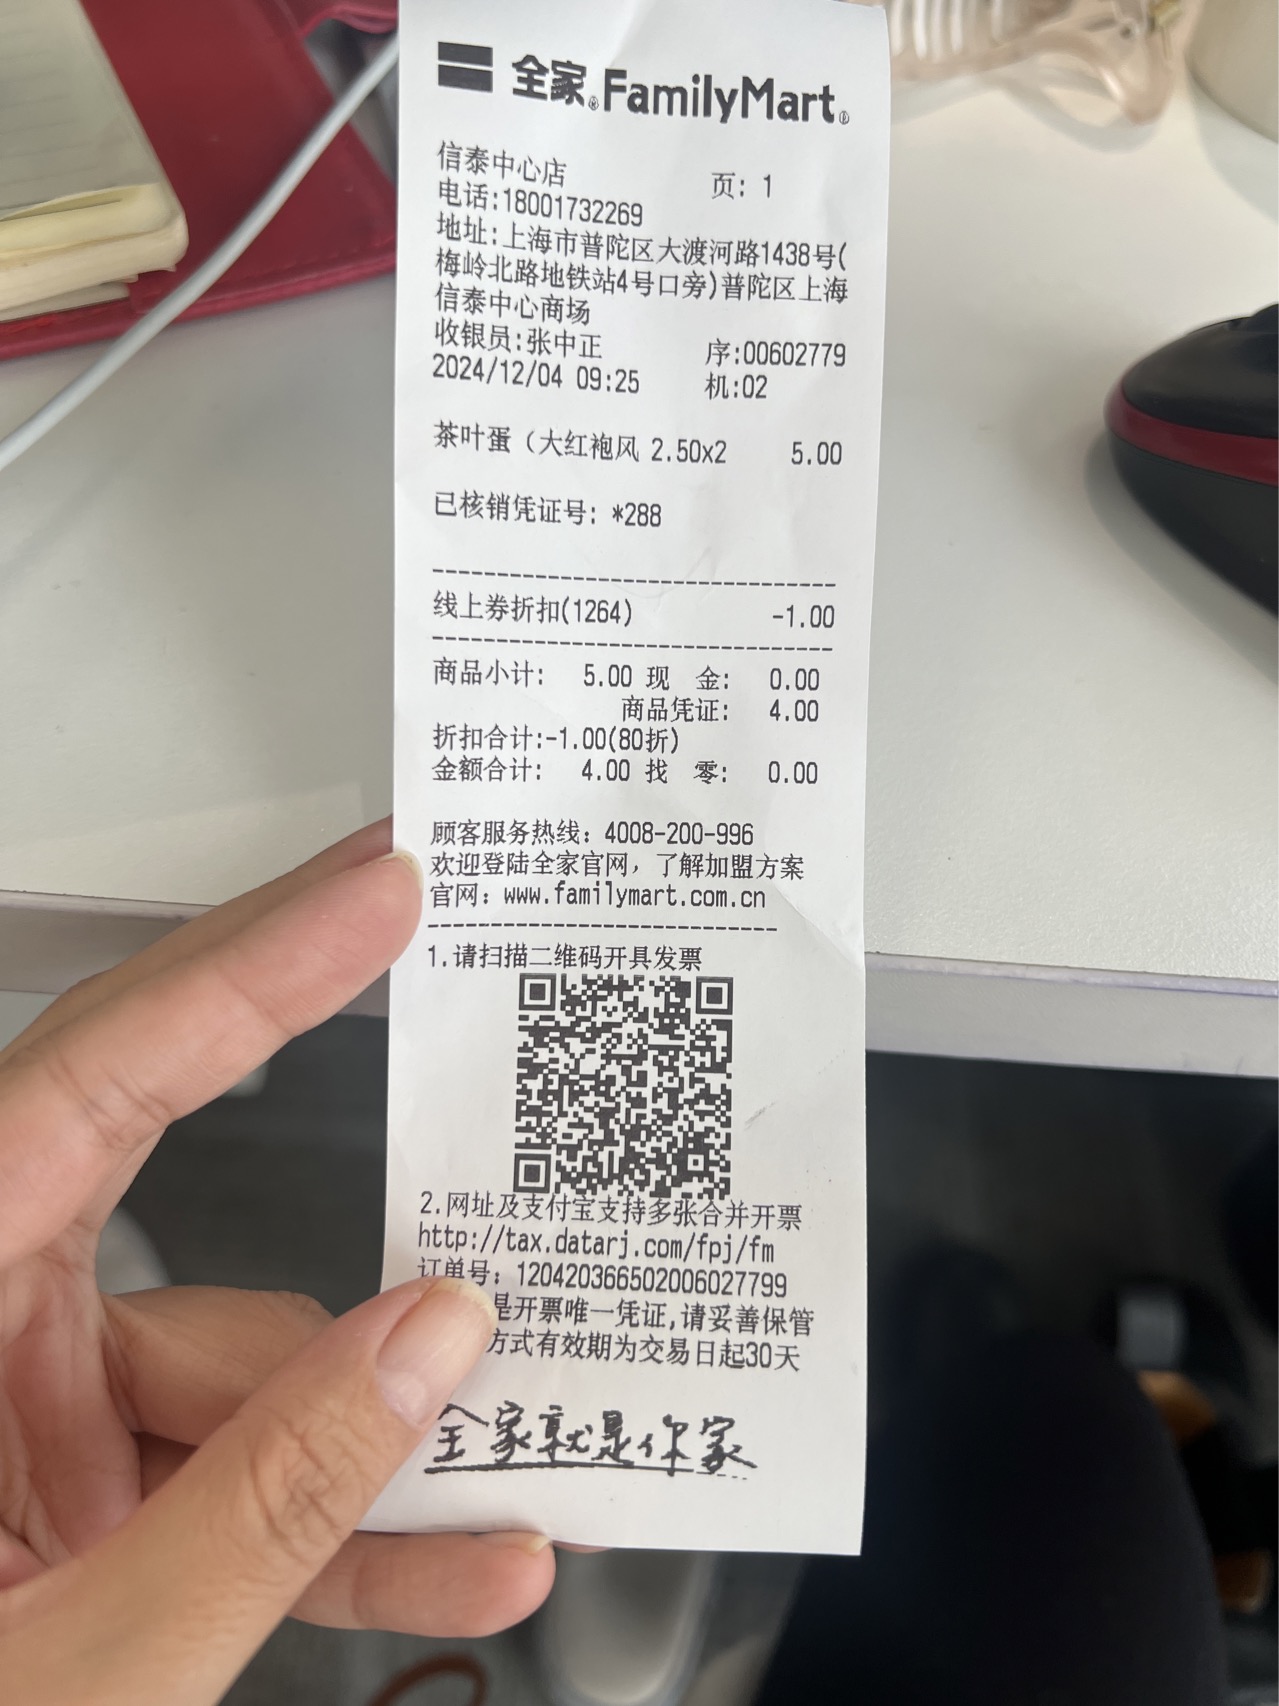 全家® FamilyMart®
信泰中心店 页: 1
电话:18001732269
地址:上海市普陀区大渡河路1438号(
梅岭北路地铁站4号口旁)普陀区上海
信泰中心商场
收银员:张中正 序:00602779
2024/12/04 09:25 机:02
茶叶蛋（大红袍风 2.50x2 5.00
已核销凭证号: *288
线上券折扣(1264) -1.00
商品小计: 5.00 现 金: 0.00
商品凭证: 4.00
折扣合计:-1.00(80折)
金额合计: 4.00 找 零: 0.00
顾客服务热线: 4008-200-996
欢迎登陆全家官网，了解加盟方案
官网: www.familymart.com.cn
1.请扫描二维码开具发票
2.网址及支付宝支持多张合并开票
http://tax.datarj.com/fpj/fm
订单号: 120420366502006027799
是开票唯一凭证,请妥善保管
方式有效期为交易日起30天
全家就是你家